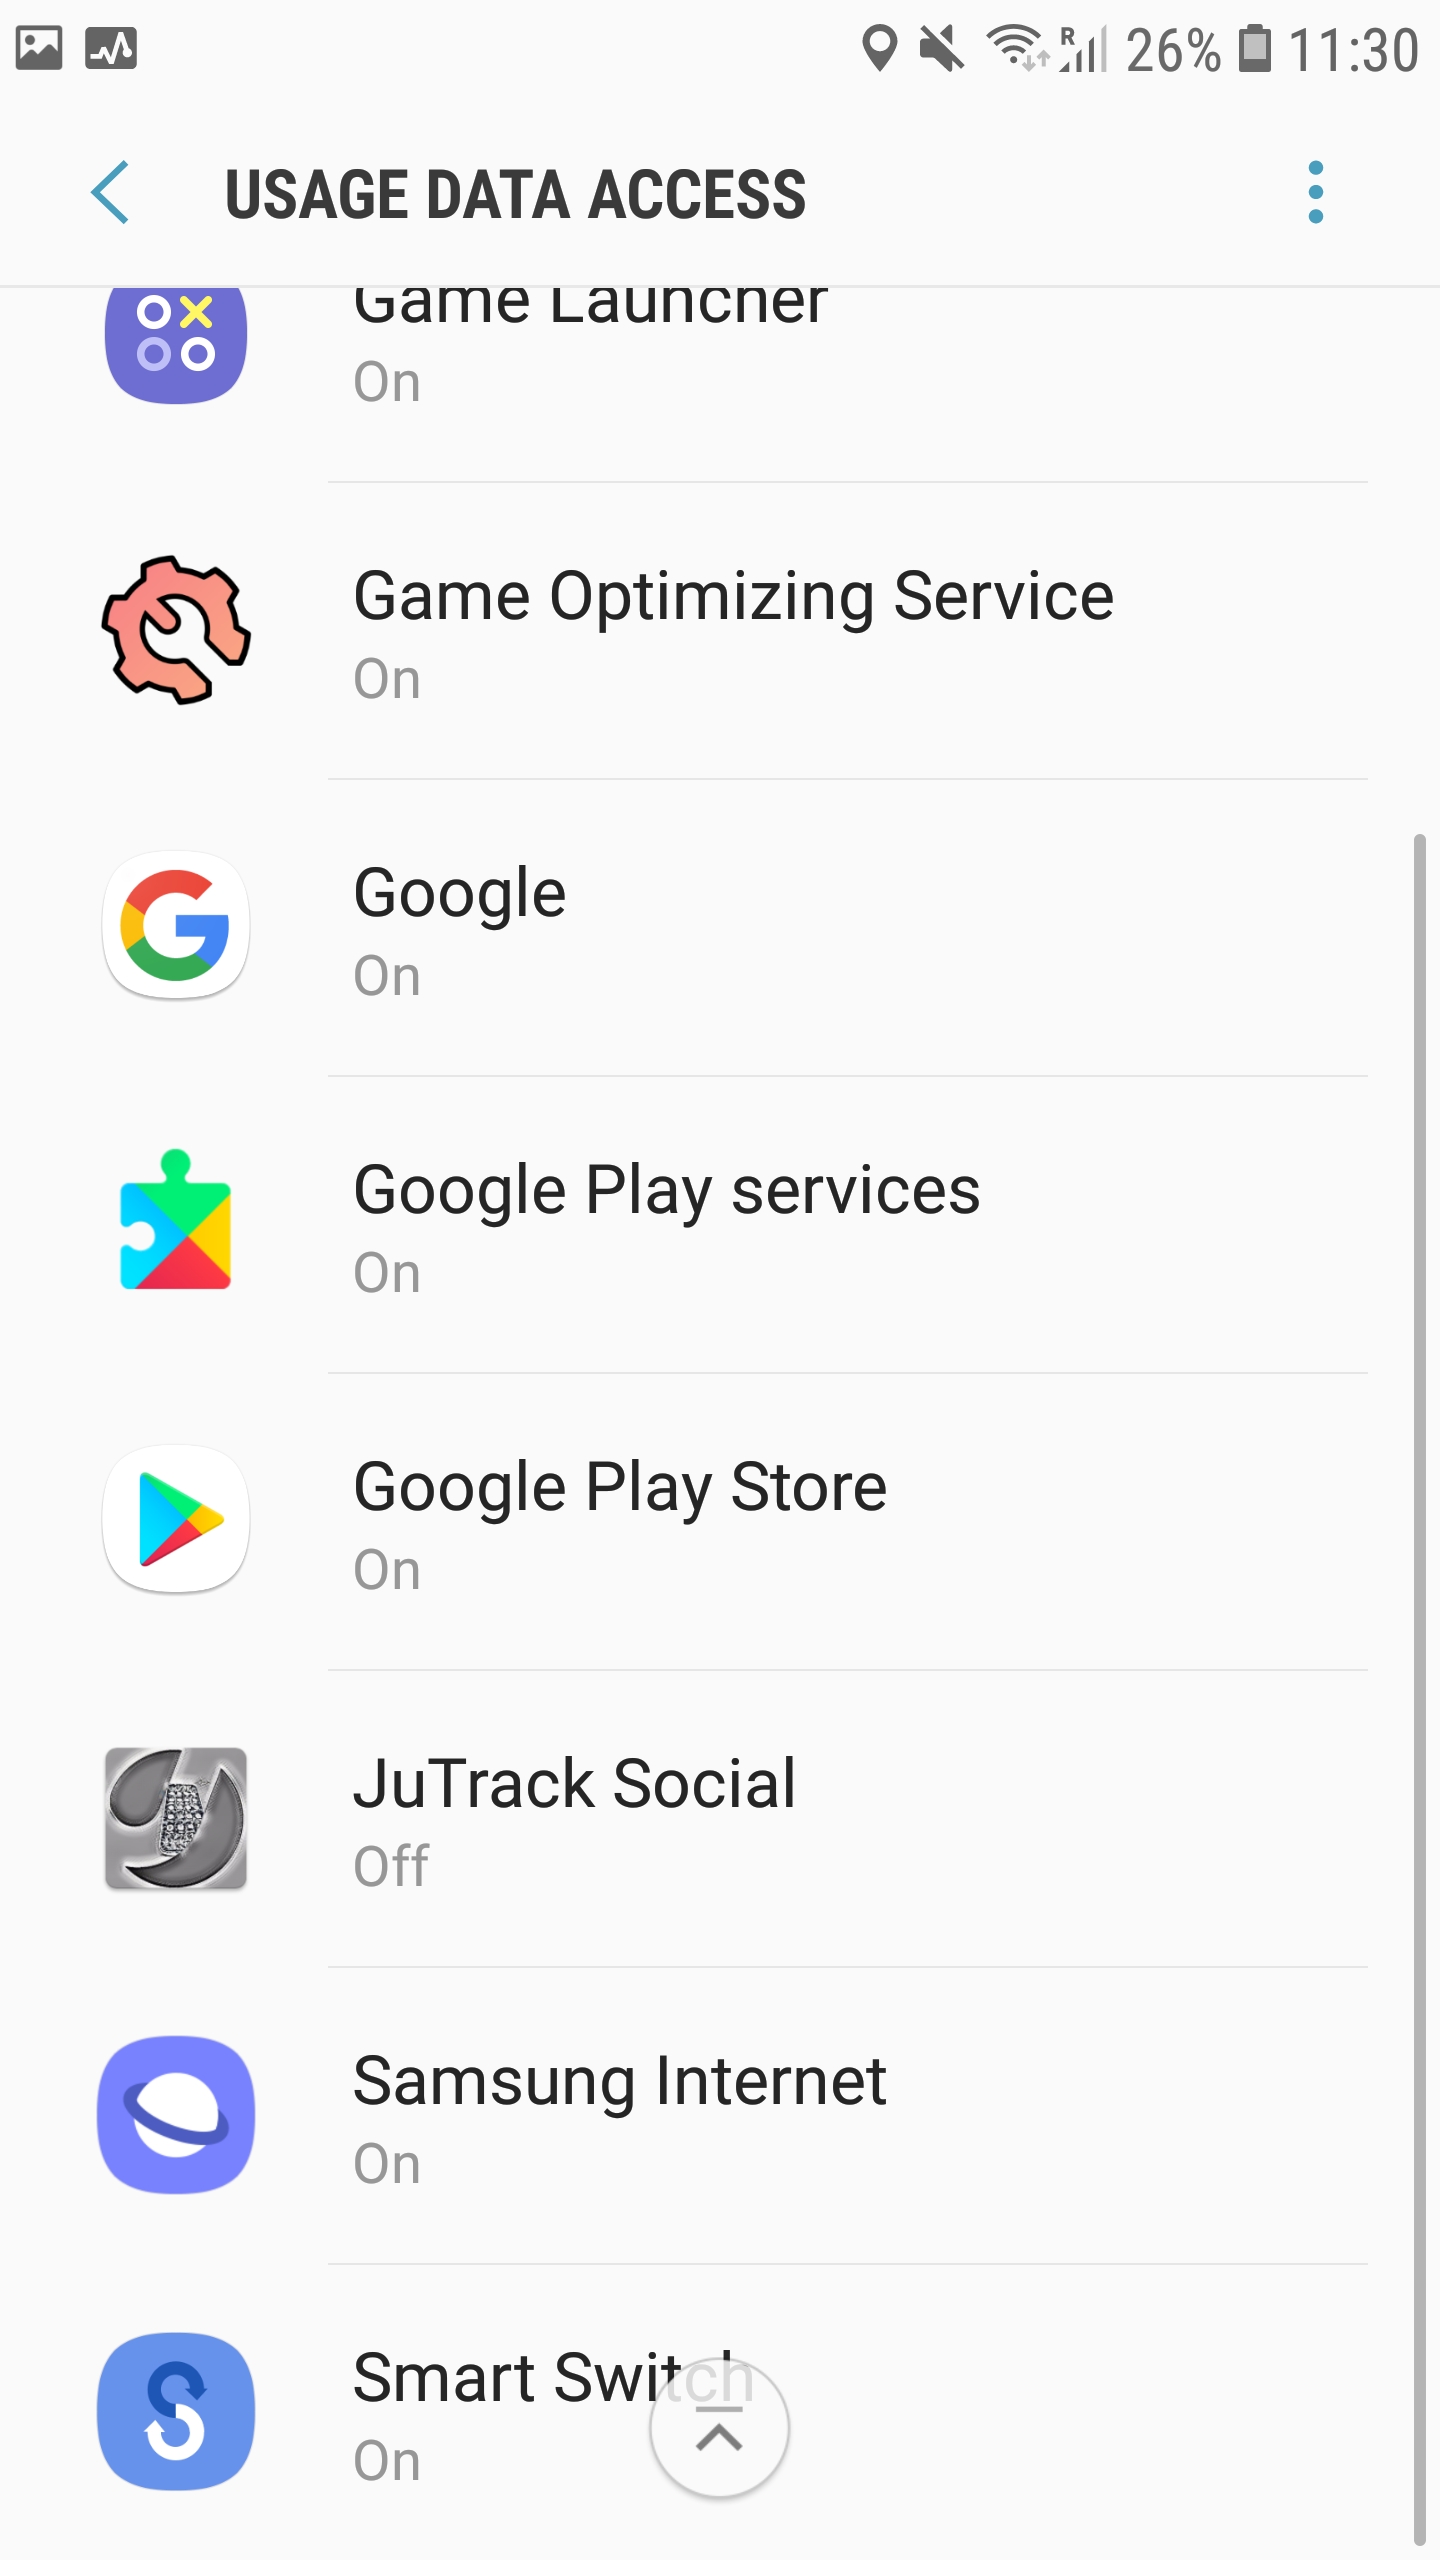 R 26% 11:30
USAGE DATA ACCESS
Game Launcher
On
Game Optimizing Service
On
Google
On
Google Play services
On
Google Play Store
On
JuTrack Social
Off
Samsung Internet
On
Smart Switch
On